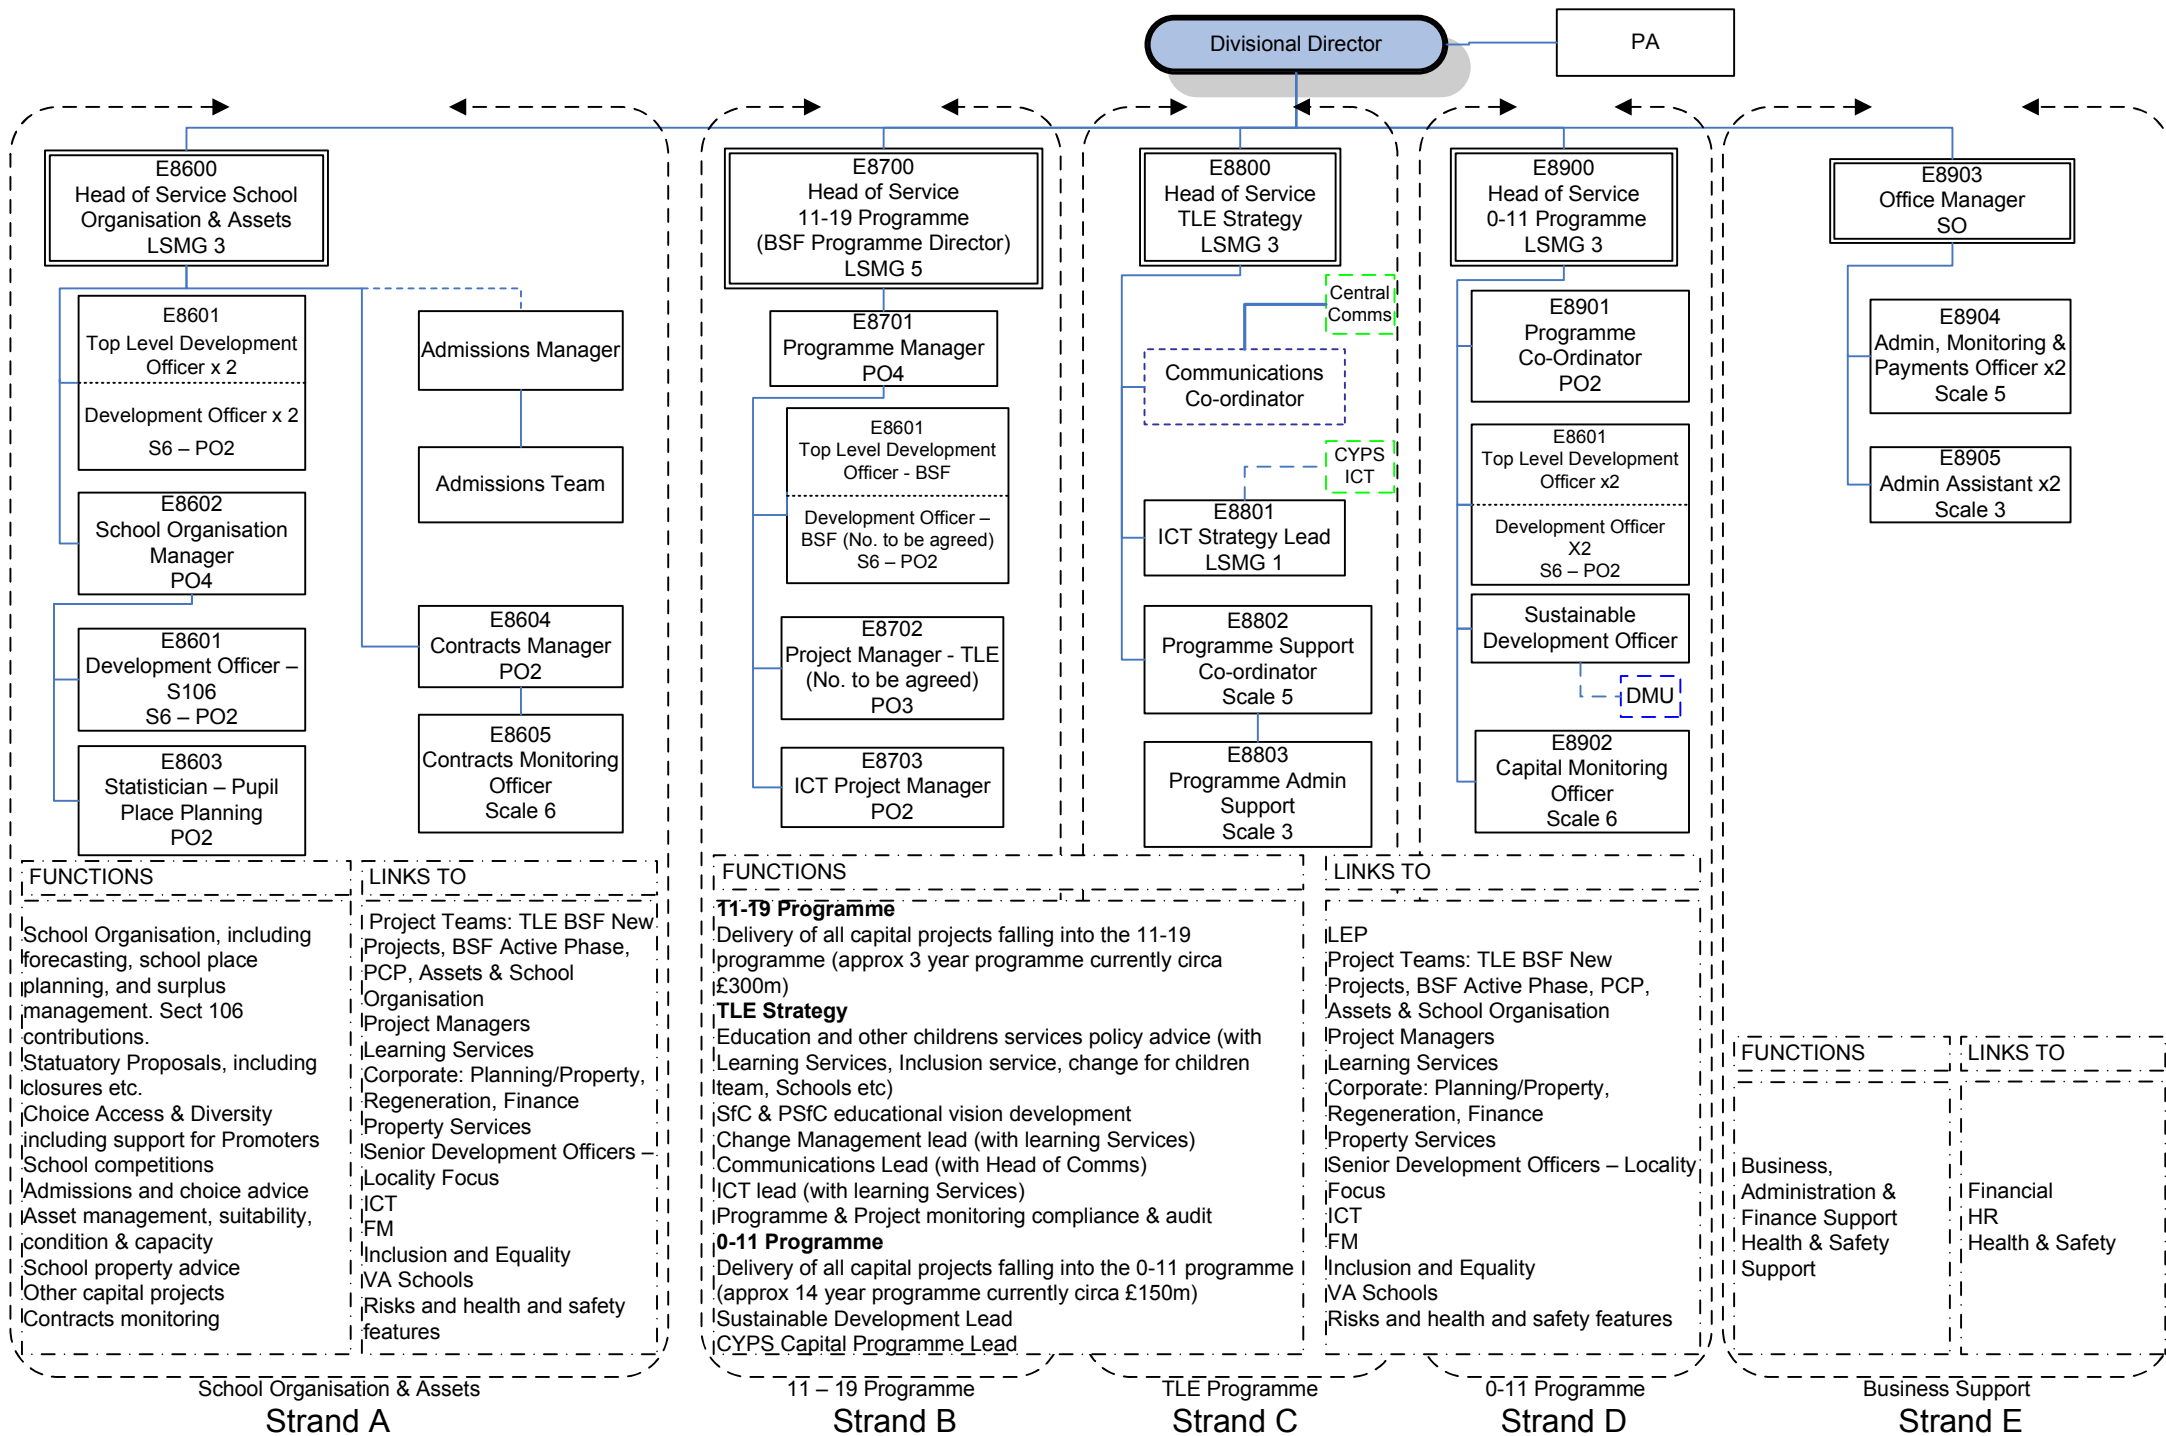 Divisional Director
PA
E8600
Head of Service School
Organisation & Assets
LSMG 3
E8601
Top Level Development
Officer x 2
Development Officer x 2
S6 – PO2
E8602
School Organisation
Manager
PO4
E8601
Development Officer –
S106
S6 – PO2
E8603
Statistician – Pupil
Place Planning
PO2
Admissions Manager
Admissions Team
E8604
Contracts Manager
PO2
E8605
Contracts Monitoring
Officer
Scale 6
FUNCTIONS
School Organisation, including
forecasting, school place
planning, and surplus
management. Sect 106
contributions.
Statuatory Proposals, including
closures etc.
Choice Access & Diversity
including support for Promoters
School competitions
Admissions and choice advice
Asset management, suitability,
condition & capacity
School property advice
Other capital projects
Contracts monitoring
LINKS TO
Project Teams: TLE BSF New
Projects, BSF Active Phase,
PCP, Assets & School
Organisation
Project Managers
Learning Services
Corporate: Planning/Property,
Regeneration, Finance
Property Services
Senior Development Officers –
Locality Focus
ICT
FM
Inclusion and Equality
VA Schools
Risks and health and safety
features
School Organisation & Assets
Strand A
E8700
Head of Service
11-19 Programme
(BSF Programme Director)
LSMG 5
E8701
Programme Manager
PO4
E8601
Top Level Development
Officer - BSF
Development Officer –
BSF (No. to be agreed)
S6 – PO2
E8702
Project Manager - TLE
(No. to be agreed)
PO3
E8703
ICT Project Manager
PO2
E8800
Head of Service
TLE Strategy
LSMG 3
Central
Comms
Communications
Co-ordinator
CYPS
ICT
E8801
ICT Strategy Lead
LSMG 1
E8802
Programme Support
Co-ordinator
Scale 5
E8803
Programme Admin
Support
Scale 3
E8900
Head of Service
0-11 Programme
LSMG 3
E8901
Programme
Co-Ordinator
PO2
E8601
Top Level Development
Officer x2
Development Officer
X2
S6 – PO2
Sustainable
Development Officer
DMU
E8902
Capital Monitoring
Officer
Scale 6
FUNCTIONS
11-19 Programme
Delivery of all capital projects falling into the 11-19
programme (approx 3 year programme currently circa
£300m)
TLE Strategy
Education and other childrens services policy advice (with
Learning Services, Inclusion service, change for children
team, Schools etc)
SfC & PSfC educational vision development
Change Management lead (with learning Services)
Communications Lead (with Head of Comms)
ICT lead (with learning Services)
Programme & Project monitoring compliance & audit
0-11 Programme
Delivery of all capital projects falling into the 0-11 programme
(approx 14 year programme currently circa £150m)
Sustainable Development Lead
CYPS Capital Programme Lead
LINKS TO
LEP
Project Teams: TLE BSF New
Projects, BSF Active Phase, PCP,
Assets & School Organisation
Project Managers
Learning Services
Corporate: Planning/Property,
Regeneration, Finance
Property Services
Senior Development Officers – Locality
Focus
ICT
FM
Inclusion and Equality
VA Schools
Risks and health and safety features
11 – 19 Programme
Strand B
TLE Programme
Strand C
0-11 Programme
Strand D
E8903
Office Manager
SO
E8904
Admin, Monitoring &
Payments Officer x2
Scale 5
E8905
Admin Assistant x2
Scale 3
FUNCTIONS
Business,
Administration &
Finance Support
Health & Safety
Support
LINKS TO
Financial
HR
Health & Safety
Business Support
Strand E